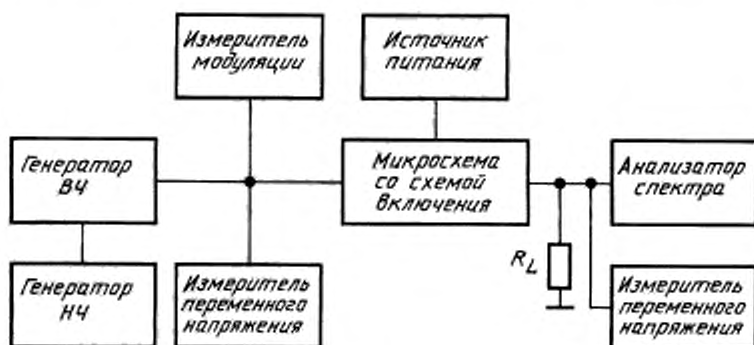 Измеритель
модуляции
Источник
питания
Генератор
ВЧ
Микросхема
со схемой
включения
Анализатор
спектра
Генератор
НЧ
Измеритель
переменного
напряжения
R_L
Измеритель
переменного
напряжения